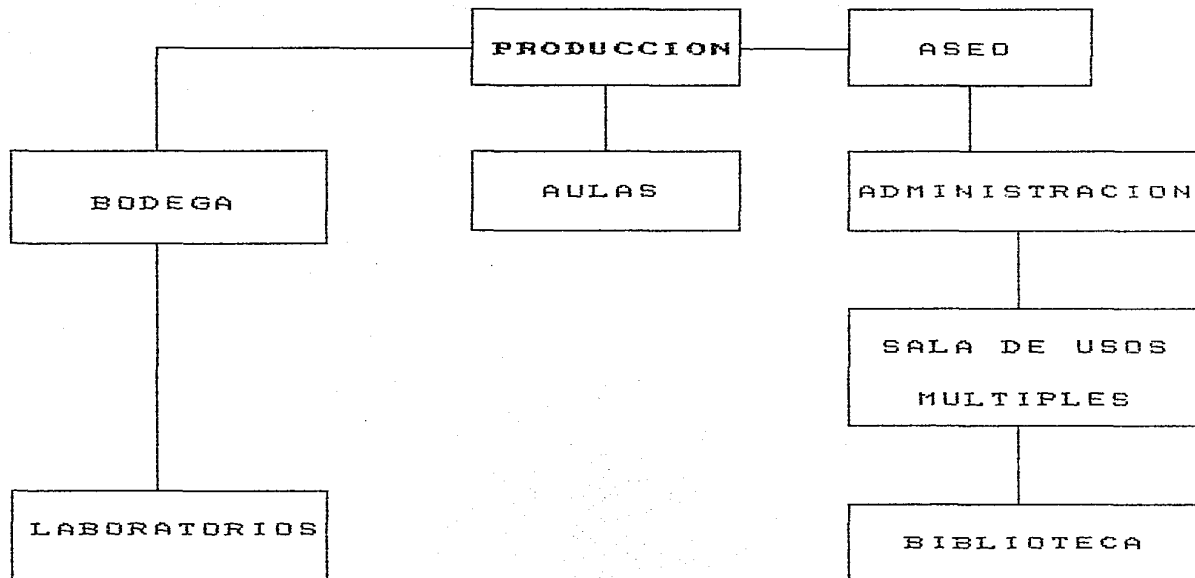 PRODUCCION
ASEO
BODEGA
AULAS
ADMINISTRACION
SALA DE USOS
MULTIPLES
LABORATORIOS
BIBLIOTECA